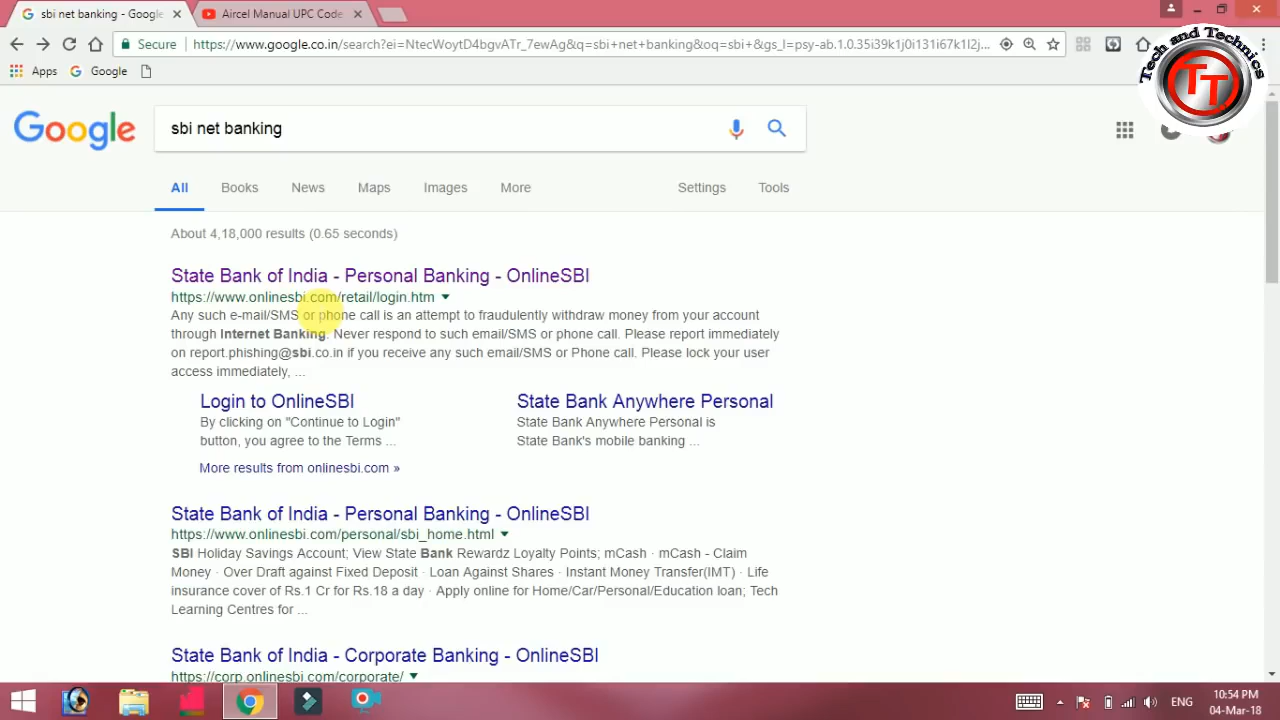 sbi net banking - Google
Aircel Manual UPC Code
Secure
https://www.google.co.in/search?ei=NtecWoytD4bgvATr_7ewAg&q=sbi+net+banking&oq=sbi+&gs_l=psy-ab.1.0.35i39k1j0i131i67k1l2j...
Apps
Google
Tech and Technics
TT
Google
sbi net banking
All
Books
News
Maps
Images
More
Settings
Tools
About 4,18,000 results (0.65 seconds)
State Bank of India - Personal Banking - OnlineSBI
https://www.onlinesbi.com/retail/login.htm
Any such e-mail/SMS or phone call is an attempt to fraudulently withdraw money from your account
through Internet Banking. Never respond to such email/SMS or phone call. Please report immediately
on report.phishing@sbi.co.in if you receive any such email/SMS or Phone call. Please lock your user
access immediately, ...
Login to OnlineSBI
By clicking on "Continue to Login"
button, you agree to the Terms ...
State Bank Anywhere Personal
State Bank Anywhere Personal is
State Bank's mobile banking ...
More results from onlinesbi.com »
State Bank of India - Personal Banking - OnlineSBI
https://www.onlinesbi.com/personal/sbi_home.html
SBI Holiday Savings Account; View State Bank Rewardz Loyalty Points; mCash · mCash - Claim
Money · Over Draft against Fixed Deposit · Loan Against Shares · Instant Money Transfer(IMT) · Life
insurance cover of Rs.1 Cr for Rs.18 a day · Apply online for Home/Car/Personal/Education loan; Tech
Learning Centres for ...
State Bank of India - Corporate Banking - OnlineSBI
https://corp.onlinesbi.com/corporate/
ENG
10:54 PM
04-Mar-18